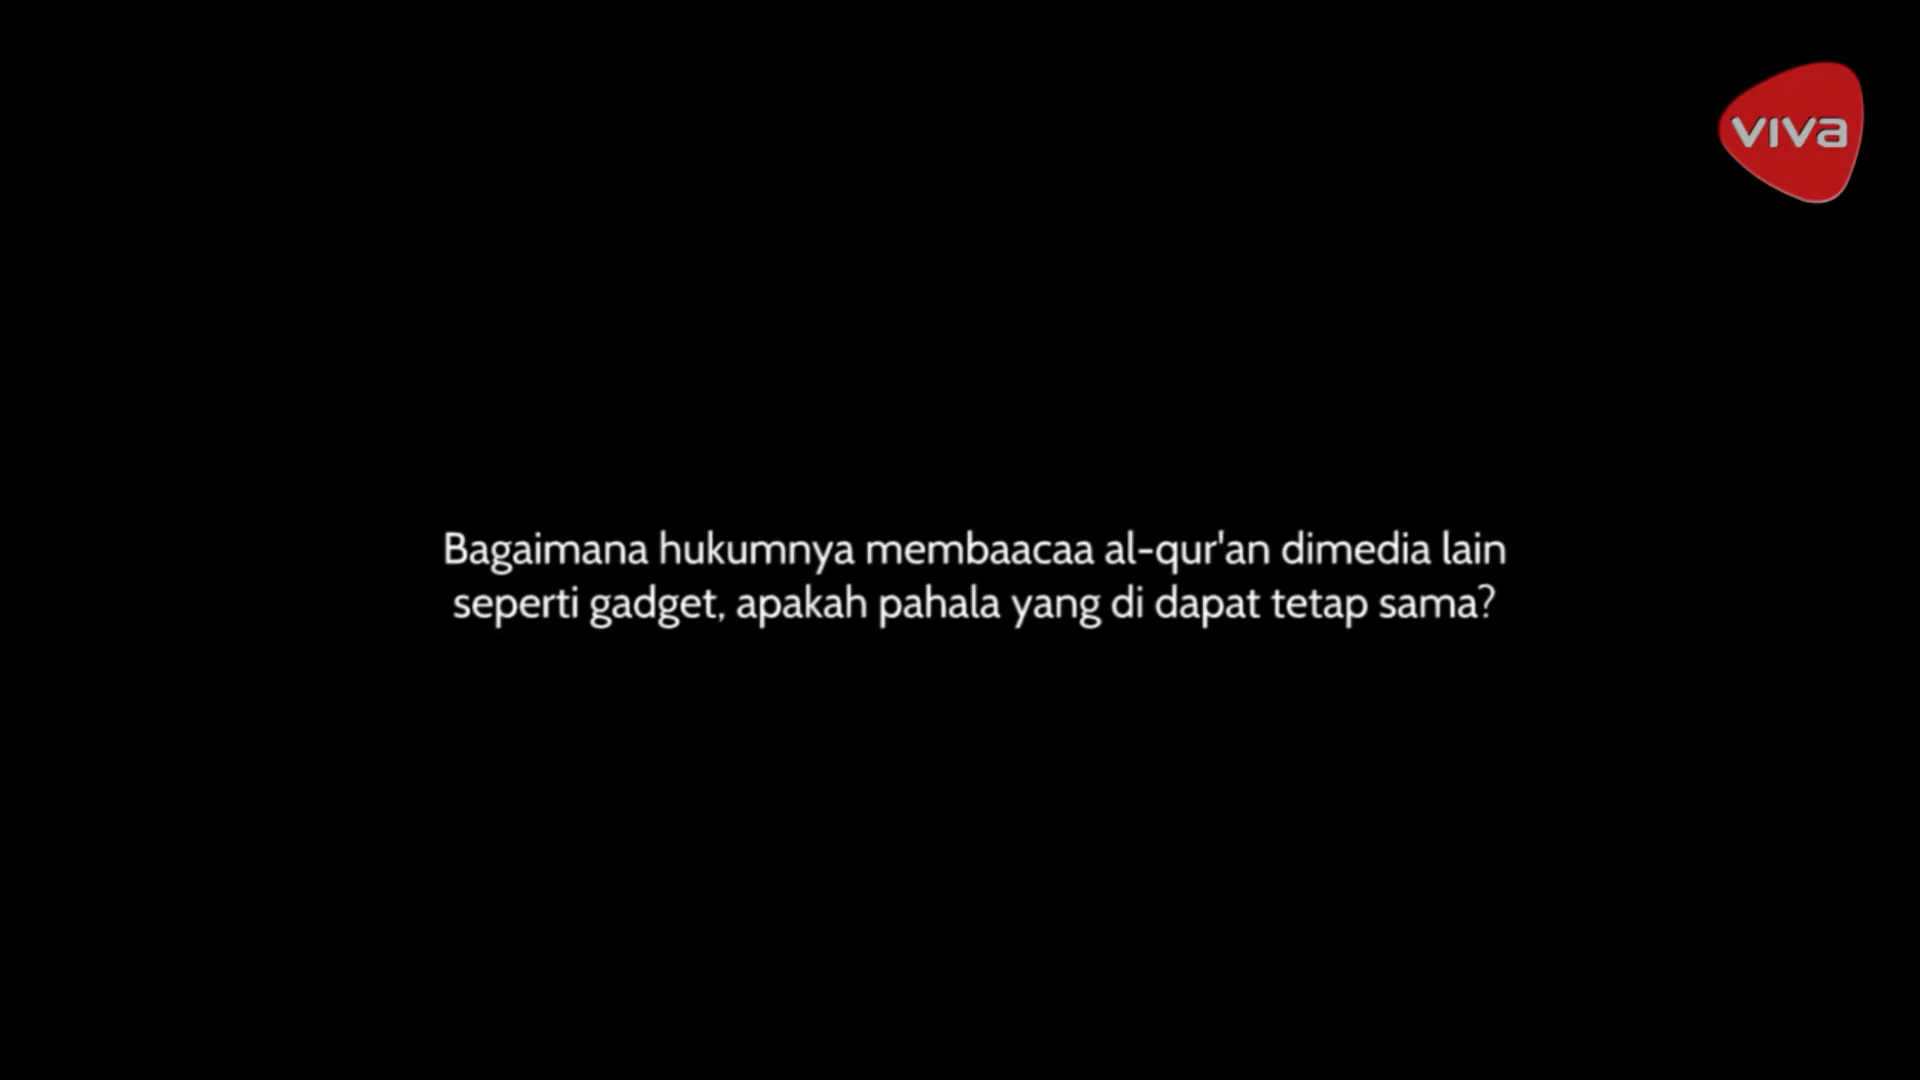 viva
Bagaimana hukumnya membaacaa al-qur'an dimedia lain
seperti gadget, apakah pahala yang di dapat tetap sama?